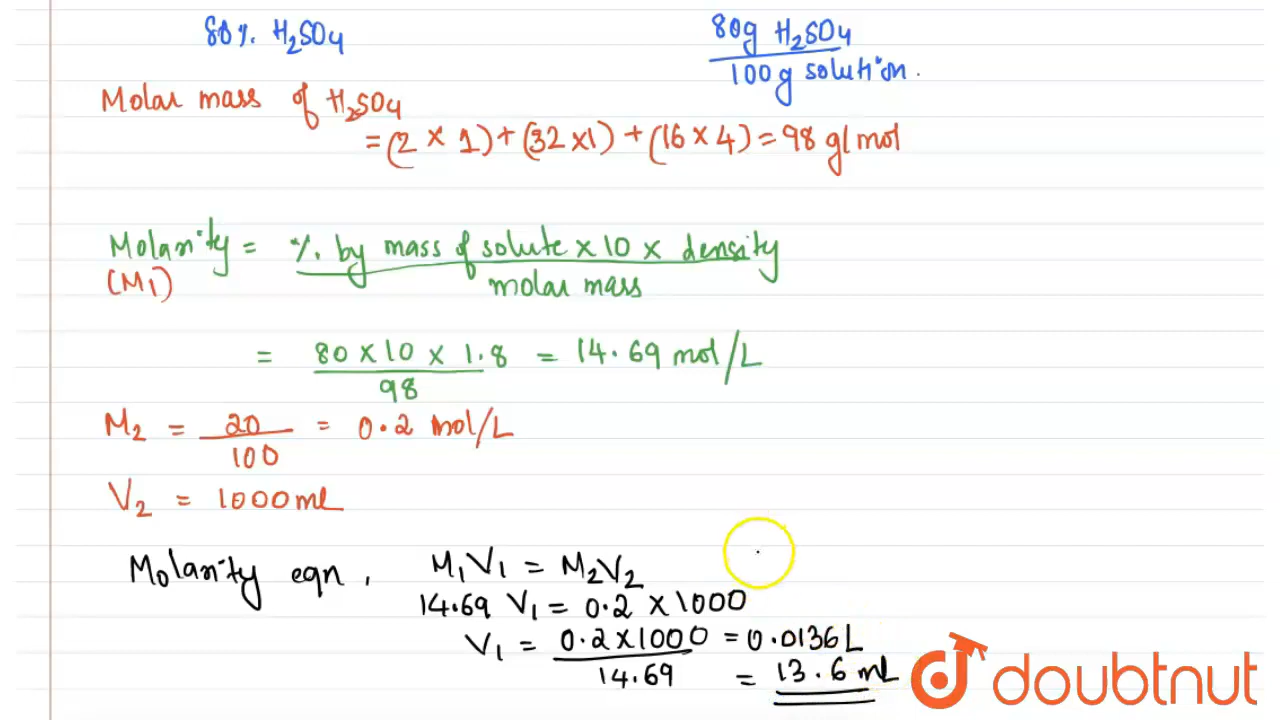 80%. H2SO4
80g H2SO4
100g solution.
Molar mass of H2SO4
= (2 × 1) + (32 ×1) + (16 × 4) = 98 g/mol
Molarity = %. by mass of solute × 10 × density
(M1) molar mass
= 80 × 10 × 1.8 = 14.69 mol/L
98
M2 = 20 = 0.2 mol/L
100
V2 = 1000 ml
Molarity eqn, M1V1 = M2V2
14.69 V1 = 0.2 × 1000
V1 = 0.2 × 1000 = 0.0136 L
14.69 = 13.6 mL
doubtnut